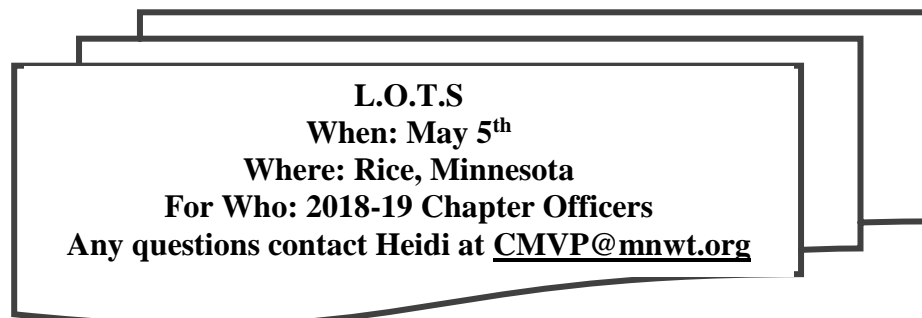 L.O.T.S
When: May 5th
Where: Rice, Minnesota
For Who: 2018-19 Chapter Officers
Any questions contact Heidi at CMVP@mnwt.org